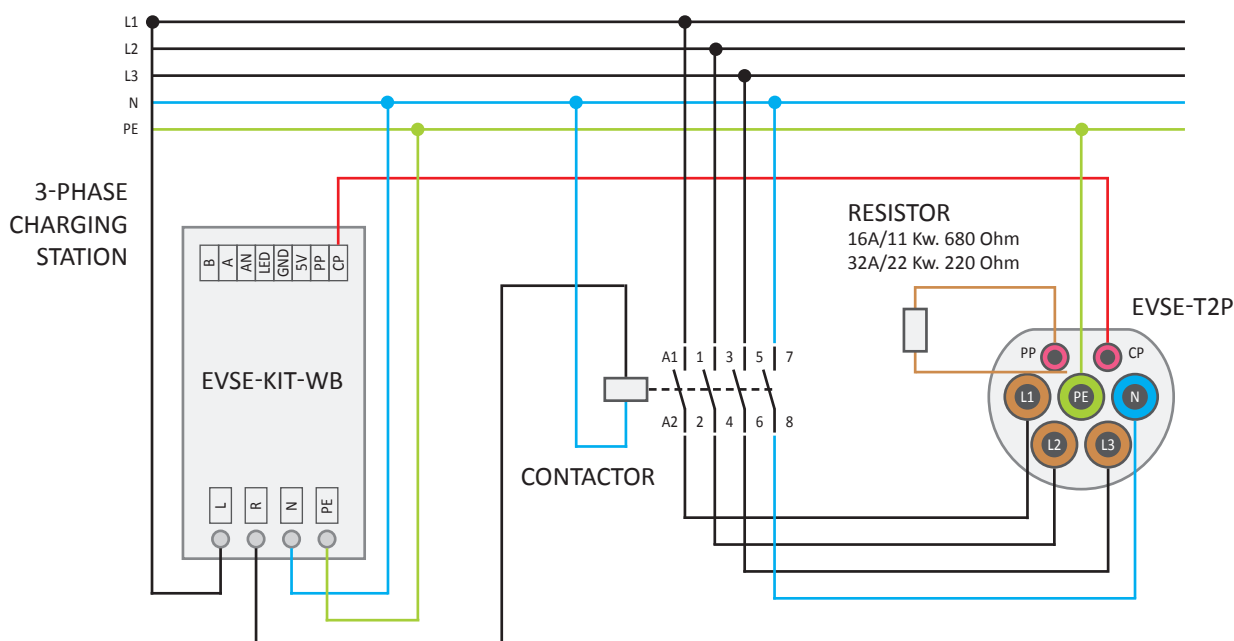 L1
L2
L3
N
PE
3-PHASE
CHARGING
STATION
B A AN LED GND 5V PP CP
EVSE-KIT-WB
L R N PE
RESISTOR
16A/11 Kw. 680 Ohm
32A/22 Kw. 220 Ohm
EVSE-T2P
A1 1 3 5 7
A2 2 4 6 8
CONTACTOR
PP CP
L1 PE N
L2 L3